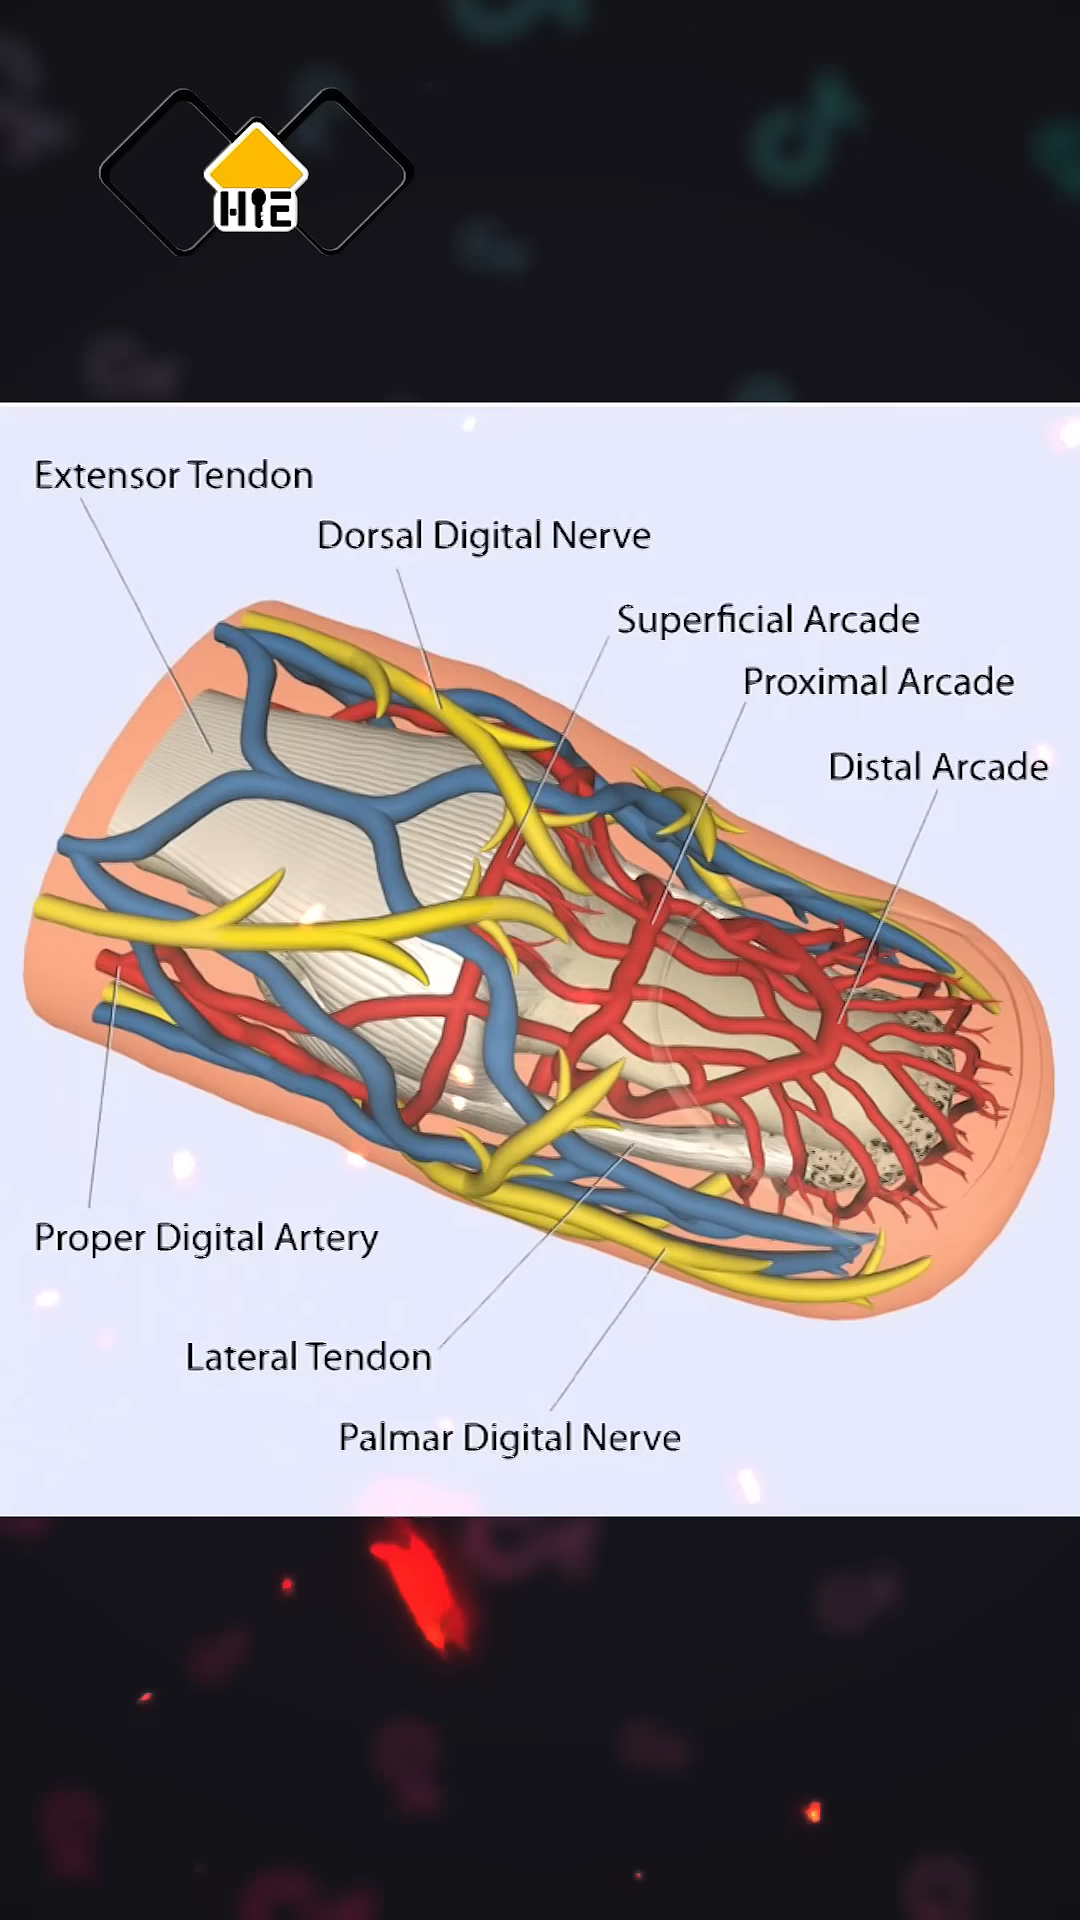 HE
Extensor Tendon
Dorsal Digital Nerve
Superficial Arcade
Proximal Arcade
Distal Arcade
Proper Digital Artery
Lateral Tendon
Palmar Digital Nerve